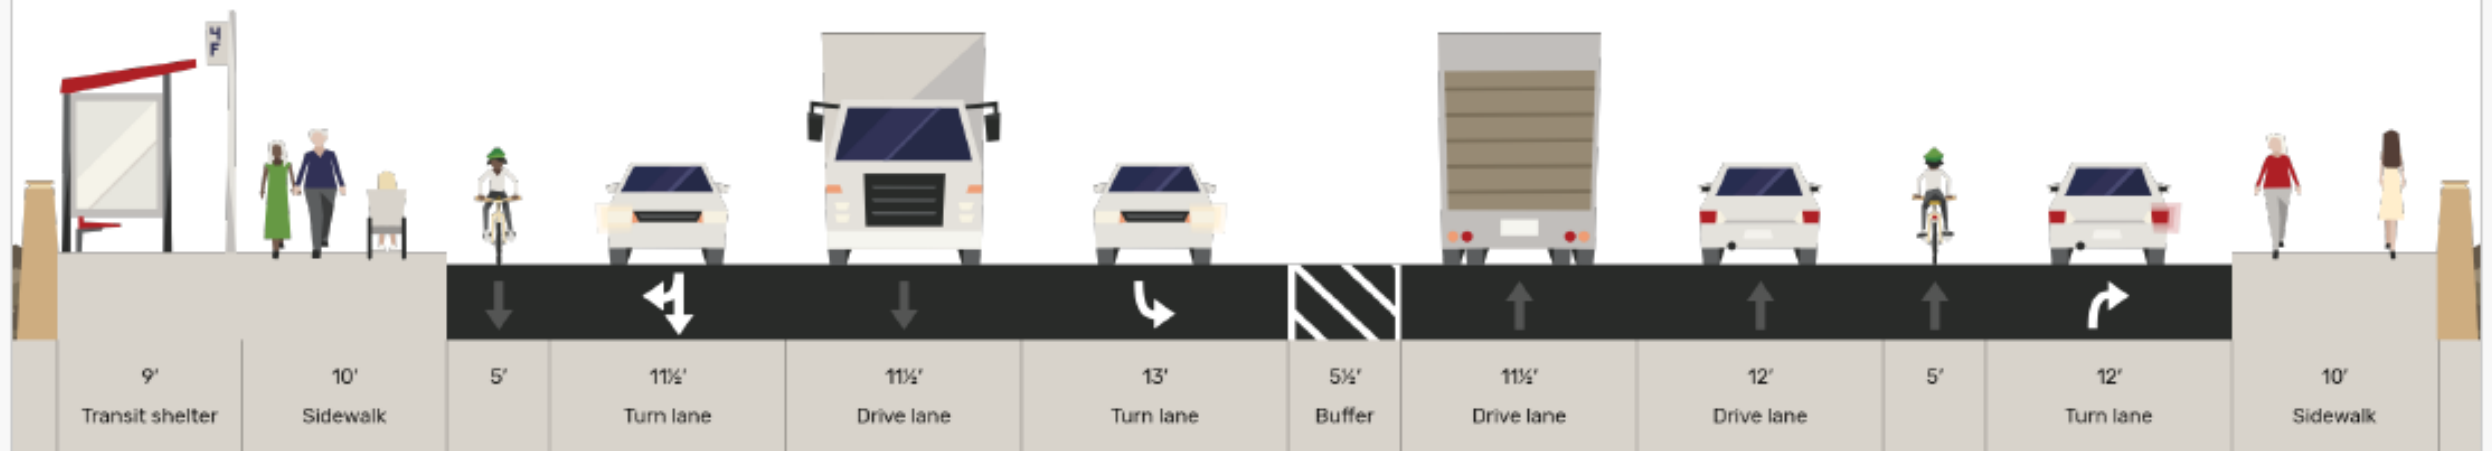 9'
10'
5'
11½'
11½'
13'
5½'
11½'
12'
5'
12'
10'
Transit shelter
Sidewalk
Turn lane
Drive lane
Turn lane
Buffer
Drive lane
Drive lane
Turn lane
Sidewalk